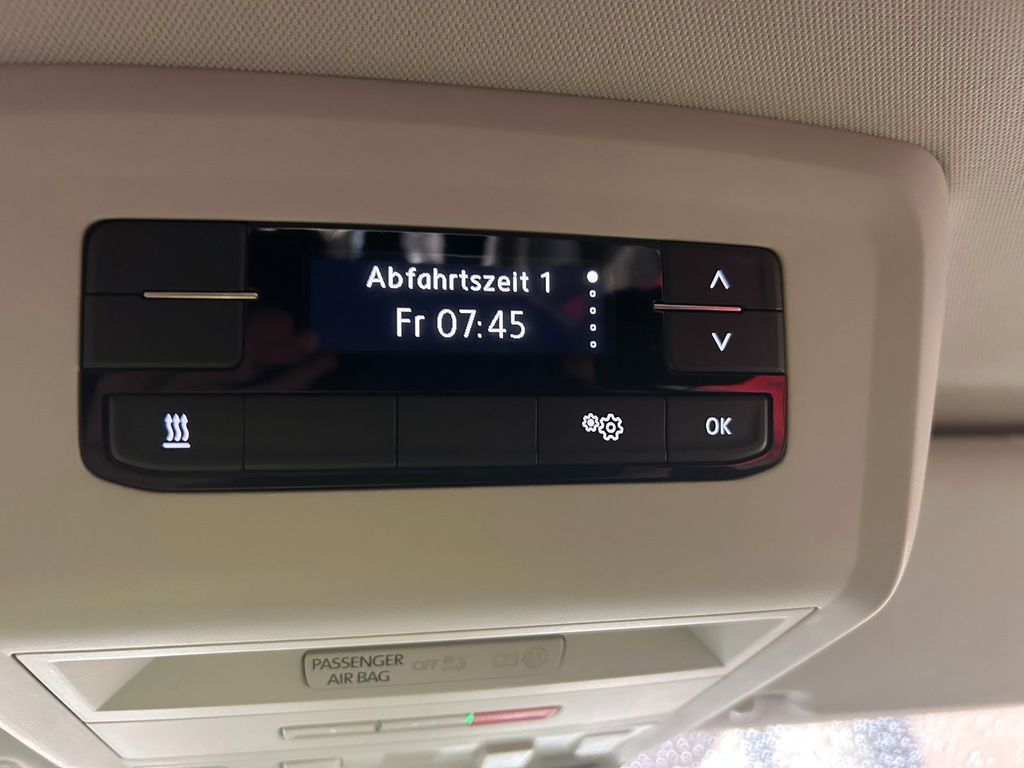 Abfahrtszeit 1
Fr 07:45
OK
PASSENGER OFF
AIR BAG